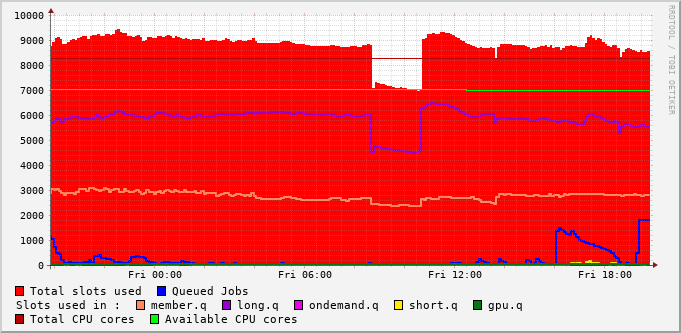 10000
9000
8000
7000
6000
5000
4000
3000
2000
1000
0
Fri 00:00 Fri 06:00 Fri 12:00 Fri 18:00
RRDTOOL / TOBI OETIKER
Total slots used Queued Jobs
Slots used in : member.q long.q ondemand.q short.q gpu.q
Total CPU cores Available CPU cores